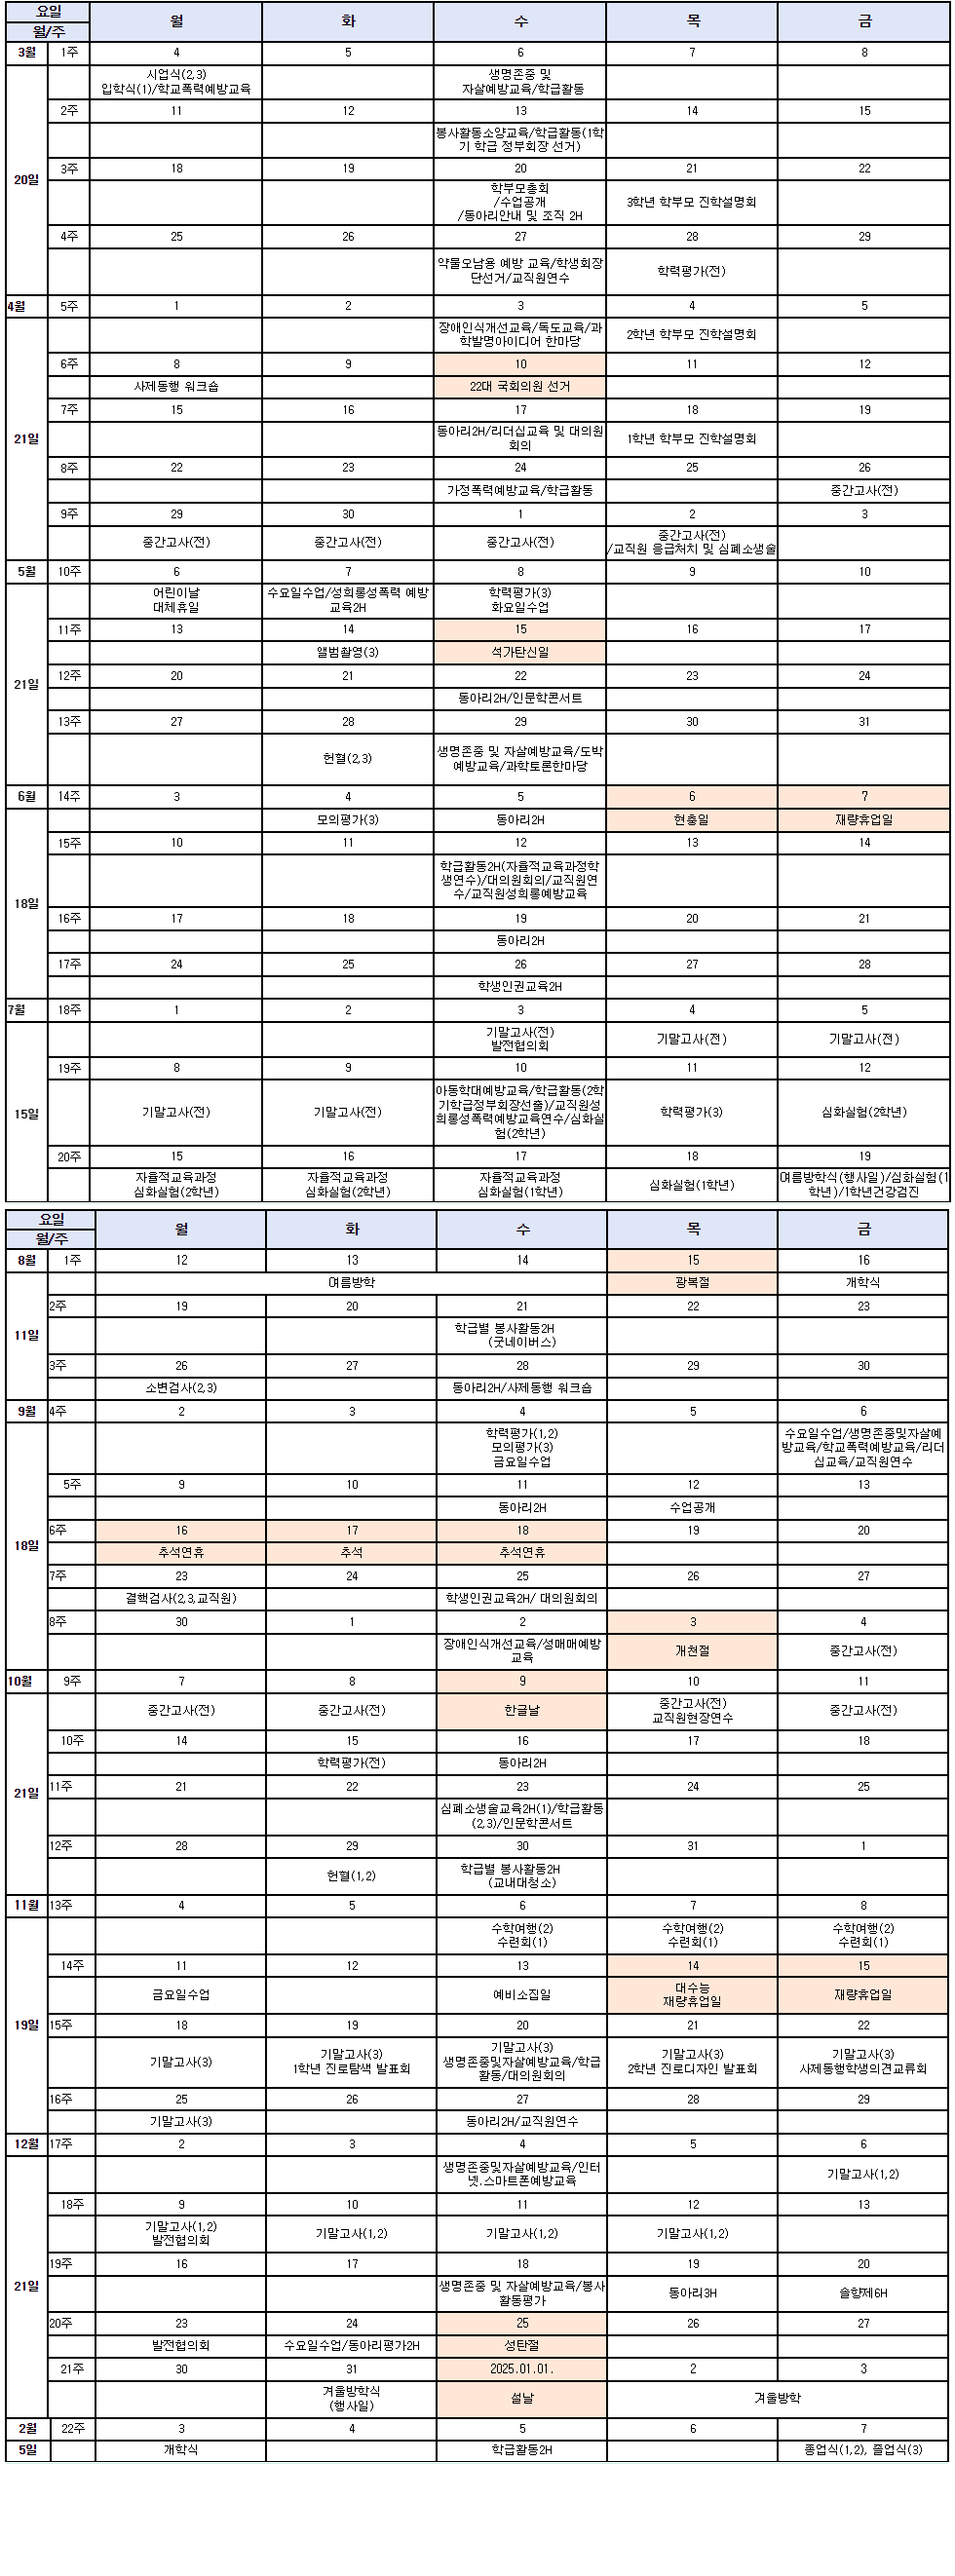 요일 월 화 수 목 금
월/주
3월 1주 4 5 6 7 8
시업식(2,3) 생명존중 및
입학식(1)/학교폭력예방교육 자살예방교육/학급활동
2주 11 12 13 14 15
봉사활동소양교육/학급활동(1학
기 학급 정부회장 선거)
20일 3주 18 19 20 21 22
학부모총회
/수업공개 3학년 학부모 진학설명회
/동아리안내 및 조직 2H
4주 25 26 27 28 29
약물오남용 예방 교육/학생회장 학력평가(전)
단선거/교직원연수
4월 5주 1 2 3 4 5
장애인식개선교육/독도교육/과 2학년 학부모 진학설명회
학발명아이디어 한마당
6주 8 9 10 11 12
사제동행 워크숍 22대 국회의원 선거
7주 15 16 17 18 19
21일 동아리2H/리더십교육 및 대의원 1학년 학부모 진학설명회
회의
8주 22 23 24 25 26
가정폭력예방교육/학급활동 중간고사(전)
9주 29 30 1 2 3
중간고사(전) 중간고사(전) 중간고사(전) 중간고사(전)
/교직원 응급처치 및 심폐소생술
5월 10주 6 7 8 9 10
어린이날 수요일수업/성희롱성폭력 예방 학력평가(3)
대체휴일 교육2H 화요일수업
11주 13 14 15 16 17
앨범촬영(3) 석가탄신일
21일 12주 20 21 22 23 24
동아리2H/인문학콘서트
13주 27 28 29 30 31
헌혈(2,3) 생명존중 및 자살예방교육/도박
예방교육/과학토론한마당
6월 14주 3 4 5 6 7
모의평가(3) 동아리2H 현충일 재량휴업일
15주 10 11 12 13 14
학급활동2H(자율적교육과정학
생연수)/대의원회의/교직원연
수/교직원성희롱예방교육
18일 16주 17 18 19 20 21
동아리2H
17주 24 25 26 27 28
학생인권교육2H
7월 18주 1 2 3 4 5
기말고사(전) 기말고사(전) 기말고사(전)
발전협의회
19주 8 9 10 11 12
15일 기말고사(전) 기말고사(전) 아동학대예방교육/학급활동(2학 학력평가(3) 심화실험(2학년)
기학급정부회장선출)/교직원성
희롱성폭력예방교육연수/심화실
험(2학년)
20주 15 16 17 18 19
자율적교육과정 자율적교육과정 자율적교육과정 심화실험(1학년) 여름방학식(행사일)/심화실험(1
심화실험(2학년) 심화실험(2학년) 심화실험(1학년) 학년)/1학년건강검진
요일 월 화 수 목 금
월/주
8월 1주 12 13 14 15 16
여름방학 광복절 개학식
2주 19 20 21 22 23
11일 학급별 봉사활동2H
(굿네이버스)
3주 26 27 28 29 30
소변검사(2,3) 동아리2H/사제동행 워크숍
9월 4주 2 3 4 5 6
학력평가(1,2) 수요일수업/생명존중및자살예
모의평가(3) 방교육/학교폭력예방교육/리더
금요일수업 십교육/교직원연수
5주 9 10 11 12 13
동아리2H 수업공개
18일 6주 16 17 18 19 20
추석연휴 추석 추석연휴
7주 23 24 25 26 27
결핵검사(2,3,교직원) 학생인권교육2H/ 대의원회의
8주 30 1 2 3 4
장애인식개선교육/성매매예방 개천절 중간고사(전)
교육
10월 9주 7 8 9 10 11
중간고사(전) 중간고사(전) 한글날 중간고사(전) 중간고사(전)
교직원현장연수
10주 14 15 16 17 18
학력평가(전) 동아리2H
21일 11주 21 22 23 24 25
심폐소생술교육2H(1)/학급활동
(2,3)/인문학콘서트
12주 28 29 30 31 1
헌혈(1,2) 학급별 봉사활동2H
(교내대청소)
11월 13주 4 5 6 7 8
수학여행(2) 수학여행(2) 수학여행(2)
수련회(1) 수련회(1) 수련회(1)
14주 11 12 13 14 15
금요일수업 예비소집일 대수능 재량휴업일
재량휴업일
19일 15주 18 19 20 21 22
기말고사(3) 기말고사(3) 기말고사(3) 기말고사(3) 기말고사(3)
1학년 진로탐색 발표회 생명존중및자살예방교육/학급 2학년 진로디자인 발표회 사제동행학생의견교류회
활동/대의원회의
16주 25 26 27 28 29
기말고사(3) 동아리2H/교직원연수
12월 17주 2 3 4 5 6
생명존중및자살예방교육/인터 기말고사(1,2)
넷.스마트폰예방교육
18주 9 10 11 12 13
기말고사(1,2) 기말고사(1,2) 기말고사(1,2) 기말고사(1,2)
발전협의회
19주 16 17 18 19 20
21일 생명존중 및 자살예방교육/봉사 동아리3H 솔향제6H
활동평가
20주 23 24 25 26 27
발전협의회 수요일수업/동아리평가2H 성탄절
21주 30 31 2025.01.01. 2 3
겨울방학식 설날 겨울방학
(행사일)
2월 22주 3 4 5 6 7
5일 개학식 학급활동2H 종업식(1,2), 졸업식(3)